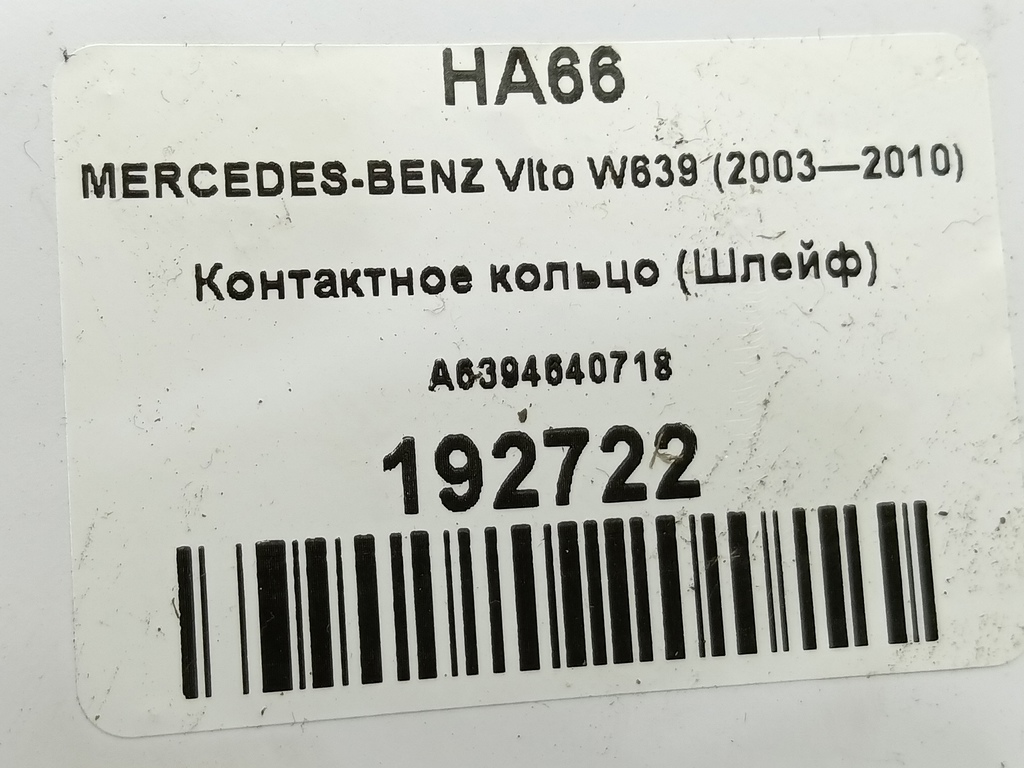 HA66
MERCEDES-BENZ VIto W639 (2003—2010)
Контактное кольцо (Шлейф)
A6394640718
192722